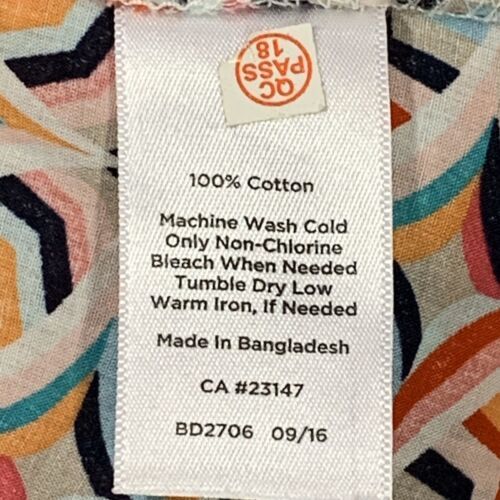 QC
PASS
18
100% Cotton
Machine Wash Cold
Only Non-Chlorine
Bleach When Needed
Tumble Dry Low
Warm Iron, If Needed
Made In Bangladesh
CA #23147
BD2706 09/16